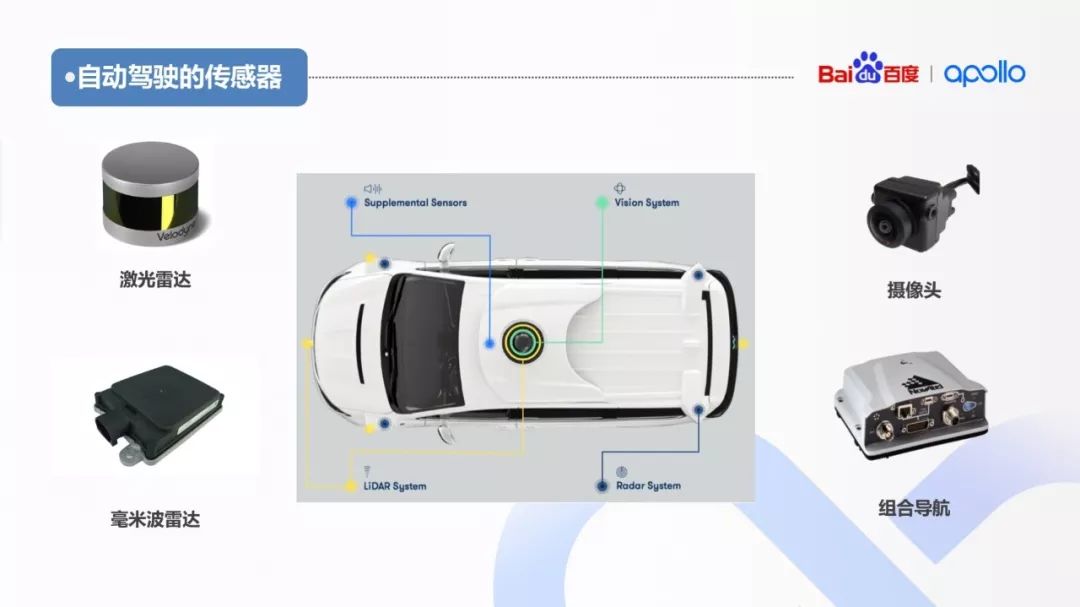 •自动驾驶的传感器
Bai du 百度 | apollo
Velodyne
激光雷达
Supplemental Sensors
Vision System
摄像头
毫米波雷达
LiDAR System
Radar System
NovAtel
组合导航